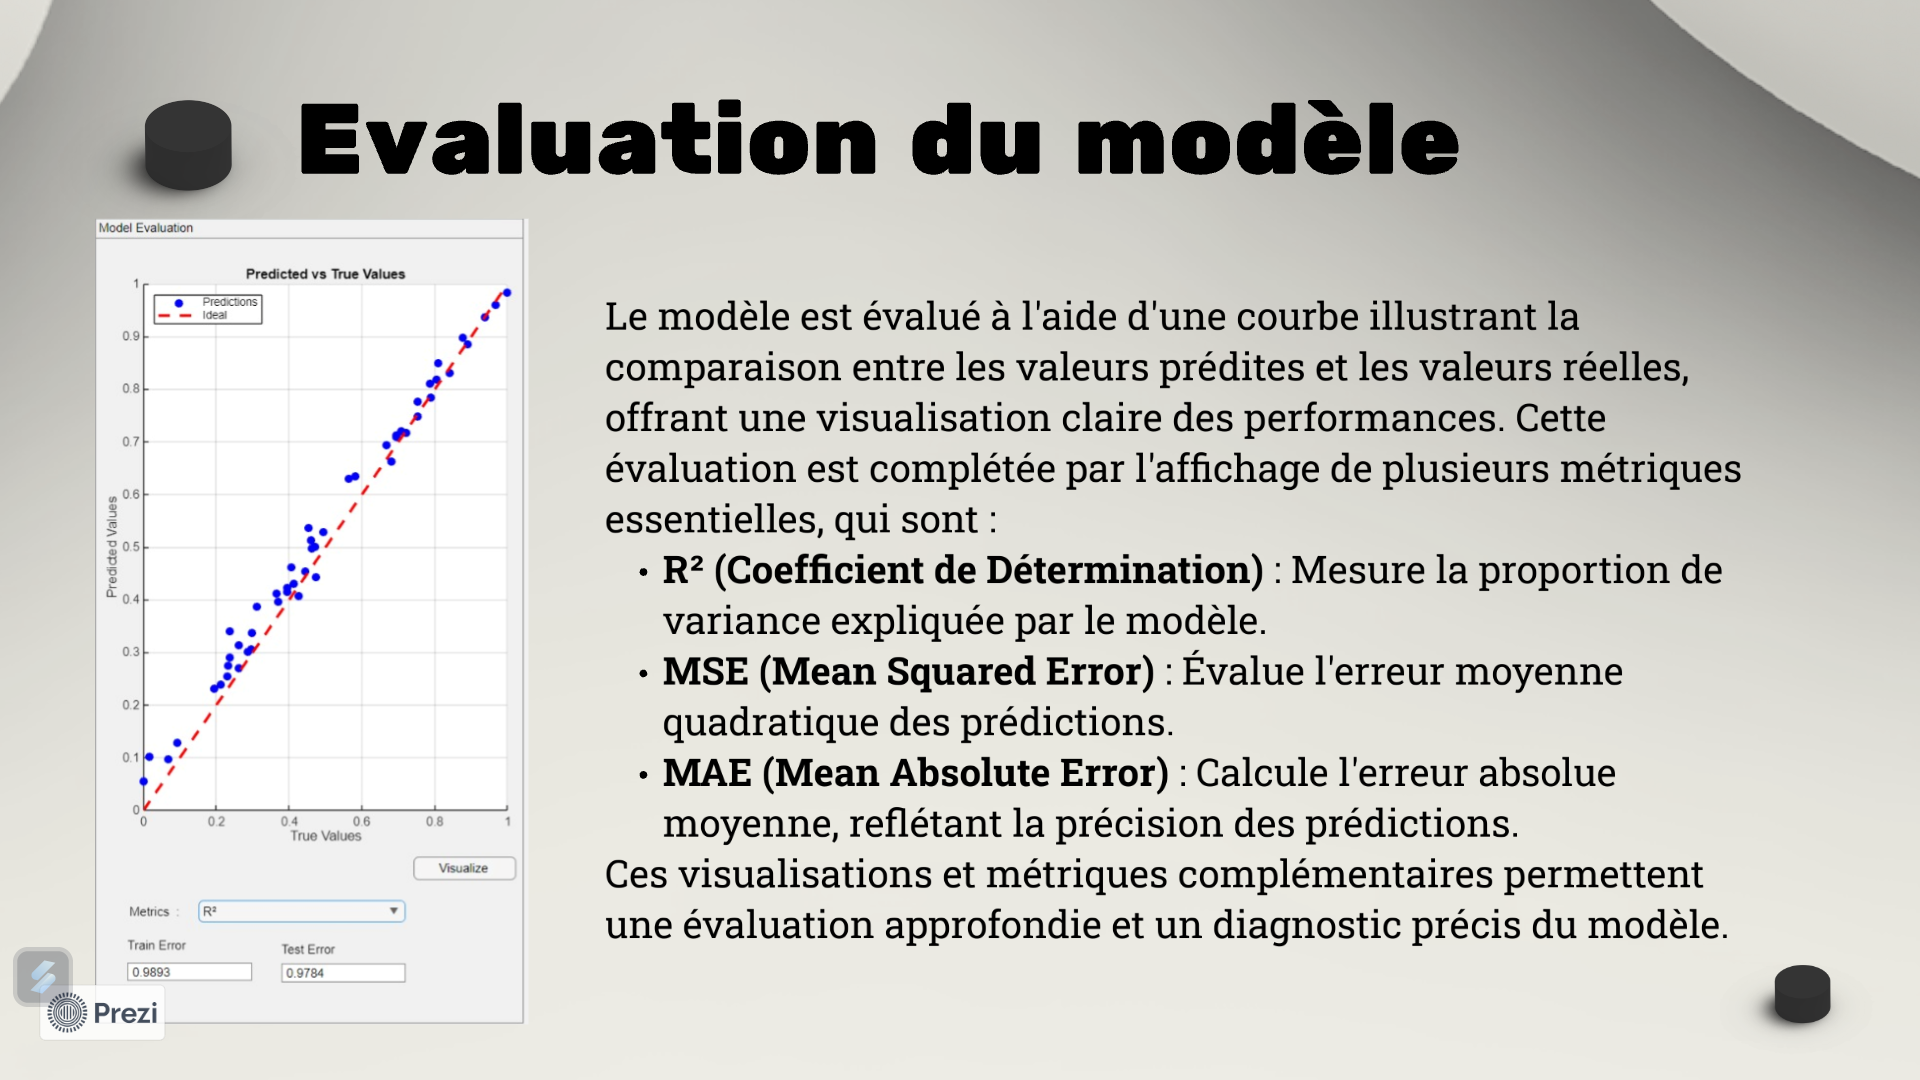 Evaluation du modèle
Model Evaluation
Predicted vs True Values
Predictions
Ideal
1
0.9
0.8
0.7
0.6
0.5
0.4
0.3
0.2
0.1
0
Predicted Values
0
0.2
0.4
0.6
0.8
1
True Values
Visualize
Metrics :
R²
Train Error
Test Error
0.9893
0.9784
Prezi
Le modèle est évalué à l'aide d'une courbe illustrant la
comparaison entre les valeurs prédites et les valeurs réelles,
offrant une visualisation claire des performances. Cette
évaluation est complétée par l'affichage de plusieurs métriques
essentielles, qui sont :
• R² (Coefficient de Détermination) : Mesure la proportion de
variance expliquée par le modèle.
• MSE (Mean Squared Error) : Évalue l'erreur moyenne
quadratique des prédictions.
• MAE (Mean Absolute Error) : Calcule l'erreur absolue
moyenne, reflétant la précision des prédictions.
Ces visualisations et métriques complémentaires permettent
une évaluation approfondie et un diagnostic précis du modèle.